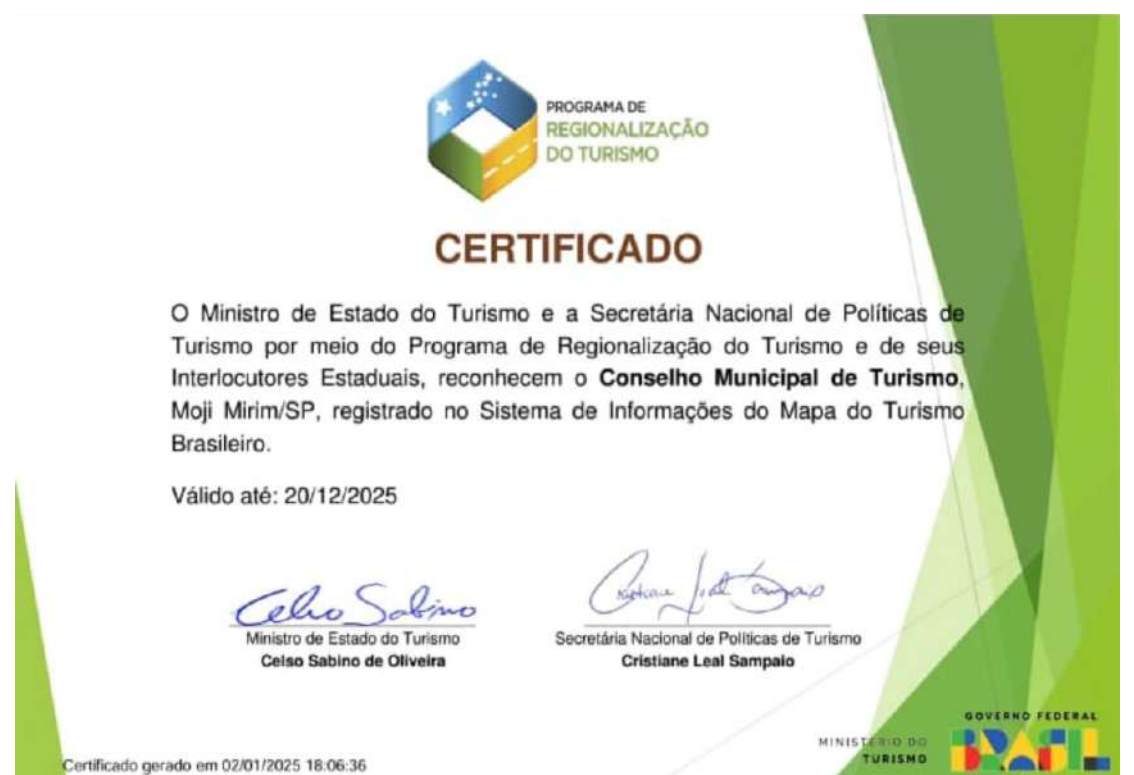 PROGRAMA DE
REGIONALIZAÇÃO
DO TURISMO
CERTIFICADO
O Ministro de Estado do Turismo e a Secretária Nacional de Políticas de
Turismo por meio do Programa de Regionalização do Turismo e de seus
Interlocutores Estaduais, reconhecem o Conselho Municipal de Turismo,
Moji Mirim/SP, registrado no Sistema de Informações do Mapa do Turismo
Brasileiro.
Válido até: 20/12/2025
Celso Sabino
Cristiane Leal Sampaio
Ministro de Estado do Turismo
Secretária Nacional de Políticas de Turismo
Celso Sabino de Oliveira
Cristiane Leal Sampaio
GOVERNO FEDERAL
MINISTÉRIO DO
TURISMO
BRASIL
Certificado gerado em 02/01/2025 18:06:36